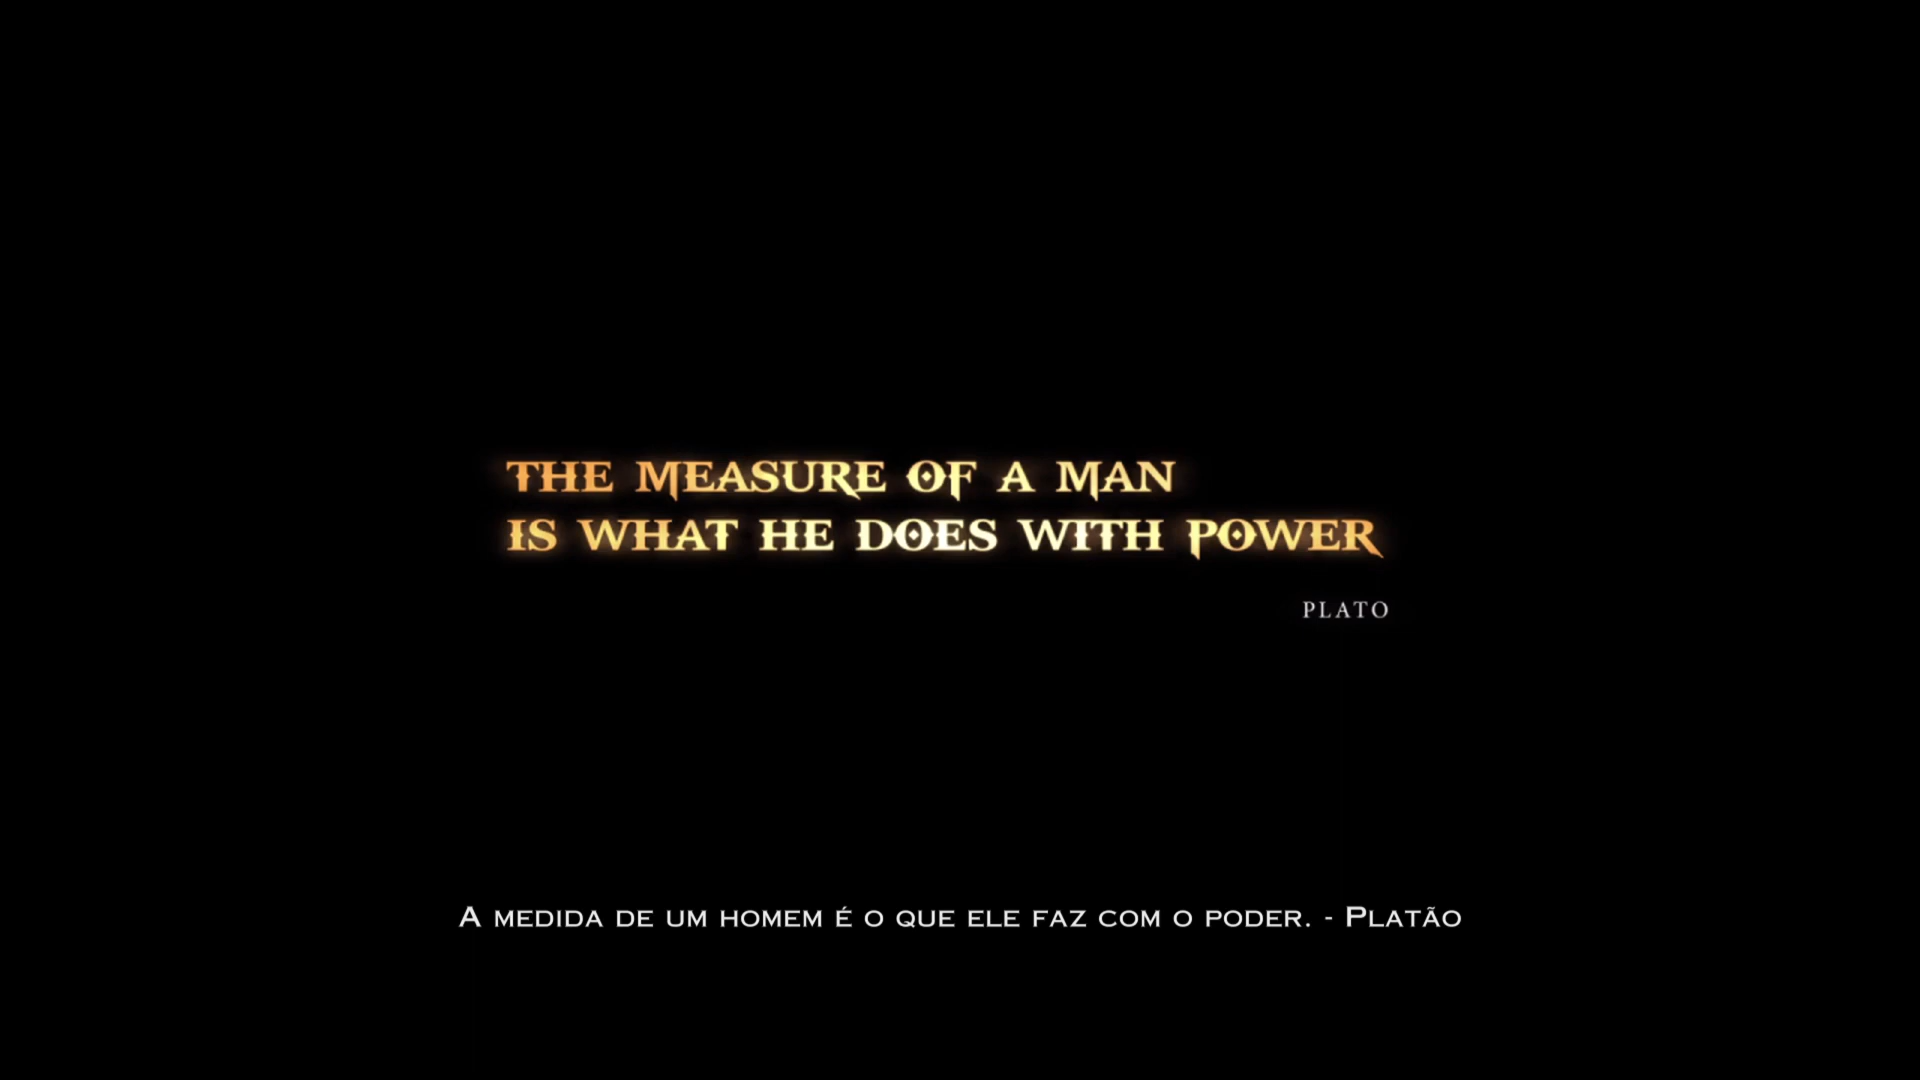 THE MEASURE OF A MAN
IS WHAT HE DOES WITH POWER
PLATO
A MEDIDA DE UM HOMEM É O QUE ELE FAZ COM O PODER. - PLATÃO